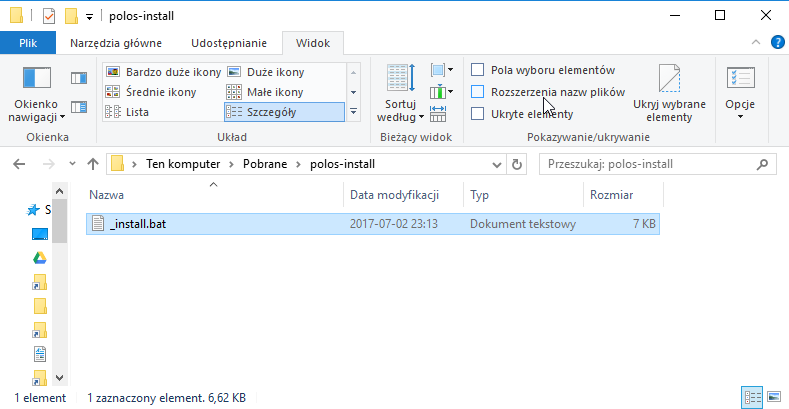 polos-install
Plik Narzędzia główne Udostępnianie Widok
Okienko nawigacji
Okienka
Bardzo duże ikony Duże ikony
Średnie ikony Małe ikony
Lista Szczegóły
Układ
Sortuj według
Bieżący widok
Pola wyboru elementów
Rozszerzenia nazw plików
Ukryte elementy
Ukryj wybrane elementy
Pokazywanie/ukrywanie
Opcje
Ten komputer Pobrane polos-install
Przeszukaj: polos-install
Nazwa Data modyfikacji Typ Rozmiar
S
_install.bat 2017-07-02 23:13 Dokument tekstowy 7 KB
1 element 1 zaznaczony element. 6,62 KB